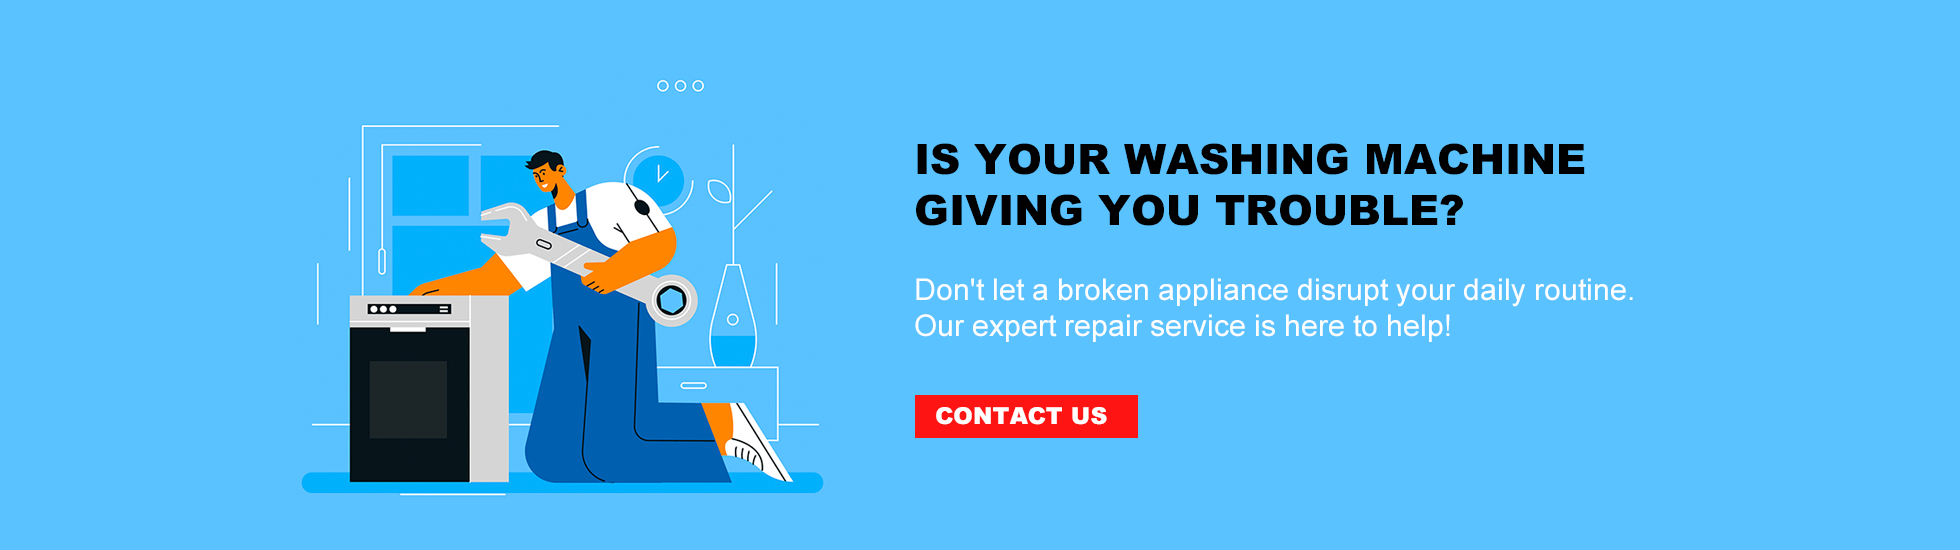 IS YOUR WASHING MACHINE
GIVING YOU TROUBLE?
Don't let a broken appliance disrupt your daily routine.
Our expert repair service is here to help!
CONTACT US